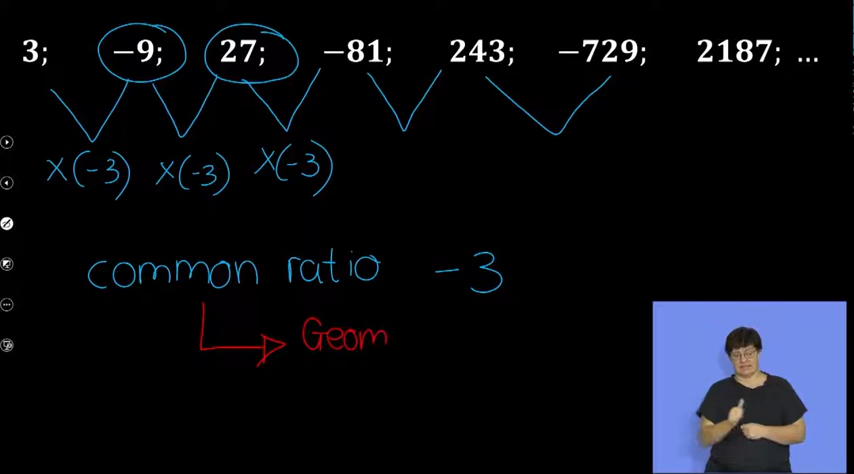 3; −9; 27; −81; 243; −729; 2187; ...
×(−3) ×(−3) ×(−3)
common ratio −3
Geom